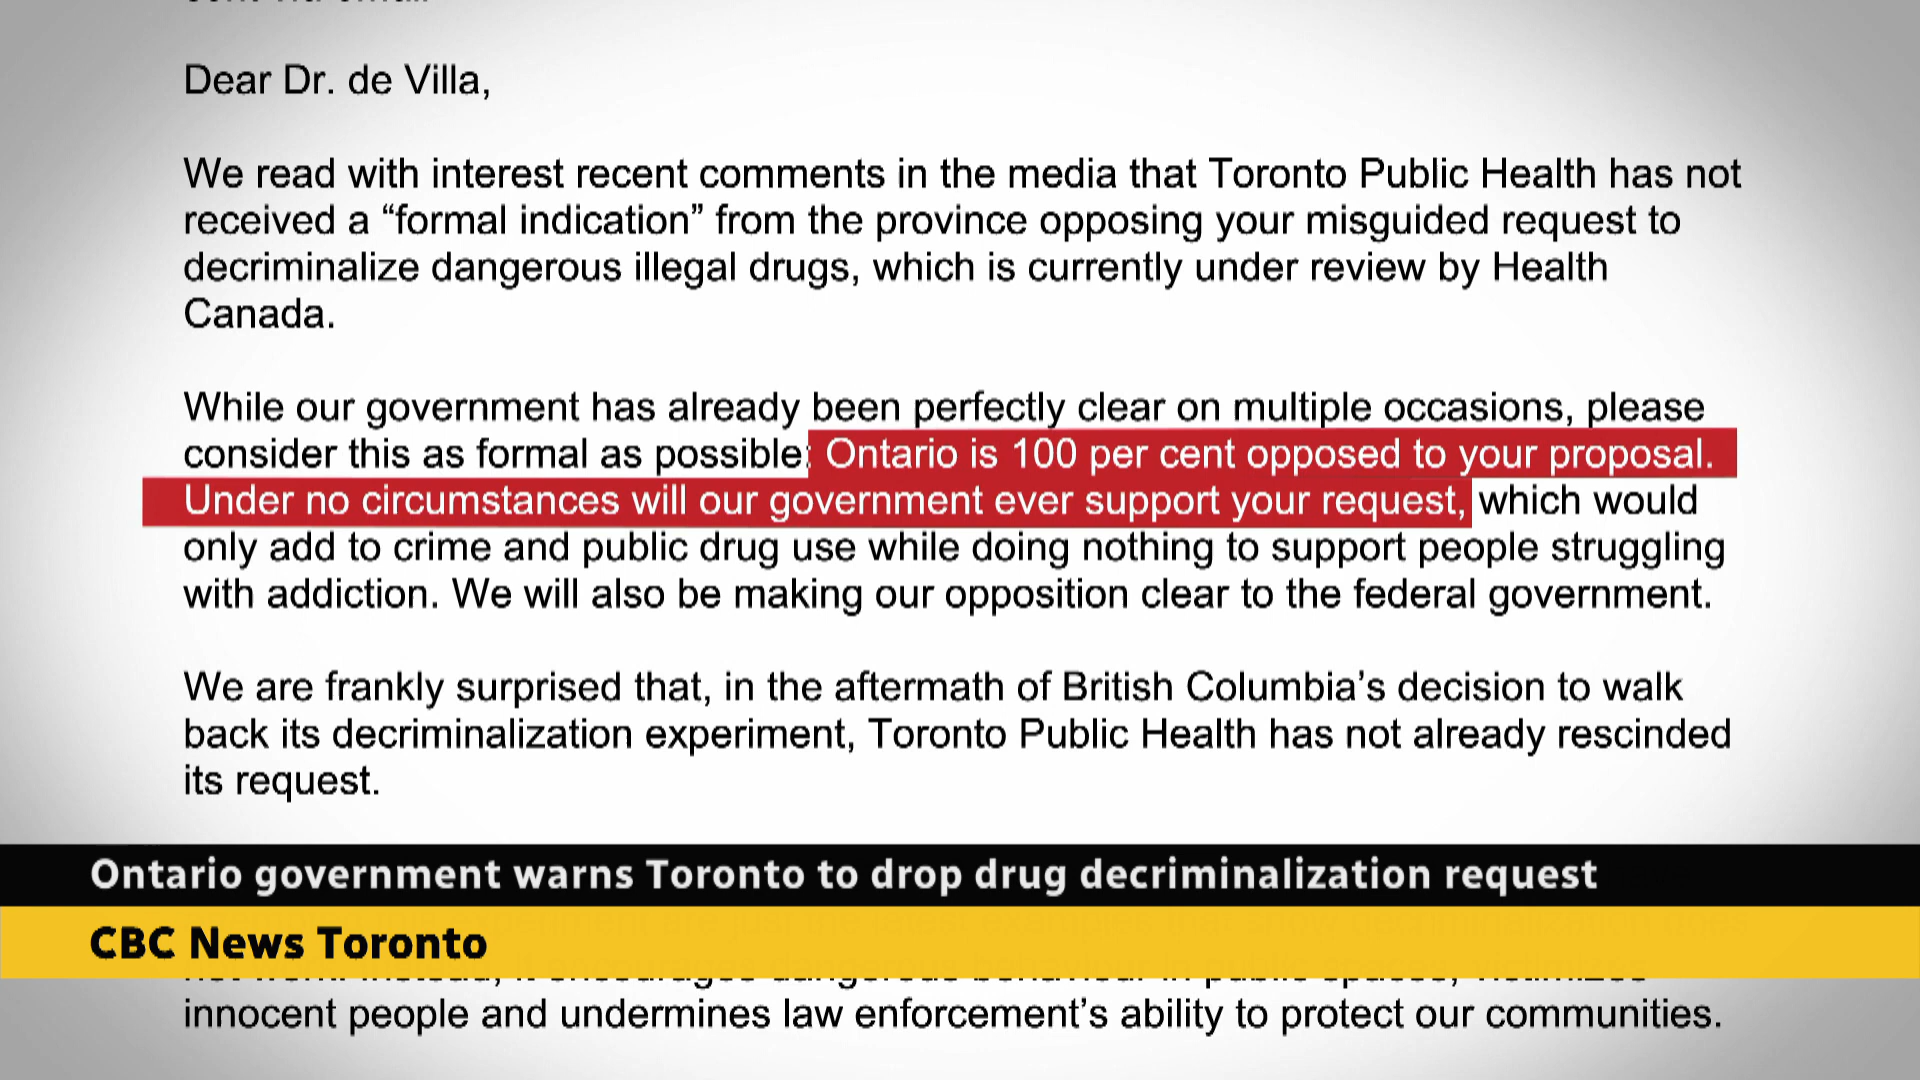 Dear Dr. de Villa,
We read with interest recent comments in the media that Toronto Public Health has not
received a “formal indication” from the province opposing your misguided request to
decriminalize dangerous illegal drugs, which is currently under review by Health
Canada.
While our government has already been perfectly clear on multiple occasions, please
consider this as formal as possible: Ontario is 100 per cent opposed to your proposal.
Under no circumstances will our government ever support your request, which would
only add to crime and public drug use while doing nothing to support people struggling
with addiction. We will also be making our opposition clear to the federal government.
We are frankly surprised that, in the aftermath of British Columbia’s decision to walk
back its decriminalization experiment, Toronto Public Health has not already rescinded
its request.
Ontario government warns Toronto to drop drug decriminalization request
CBC News Toronto
innocent people and undermines law enforcement’s ability to protect our communities.